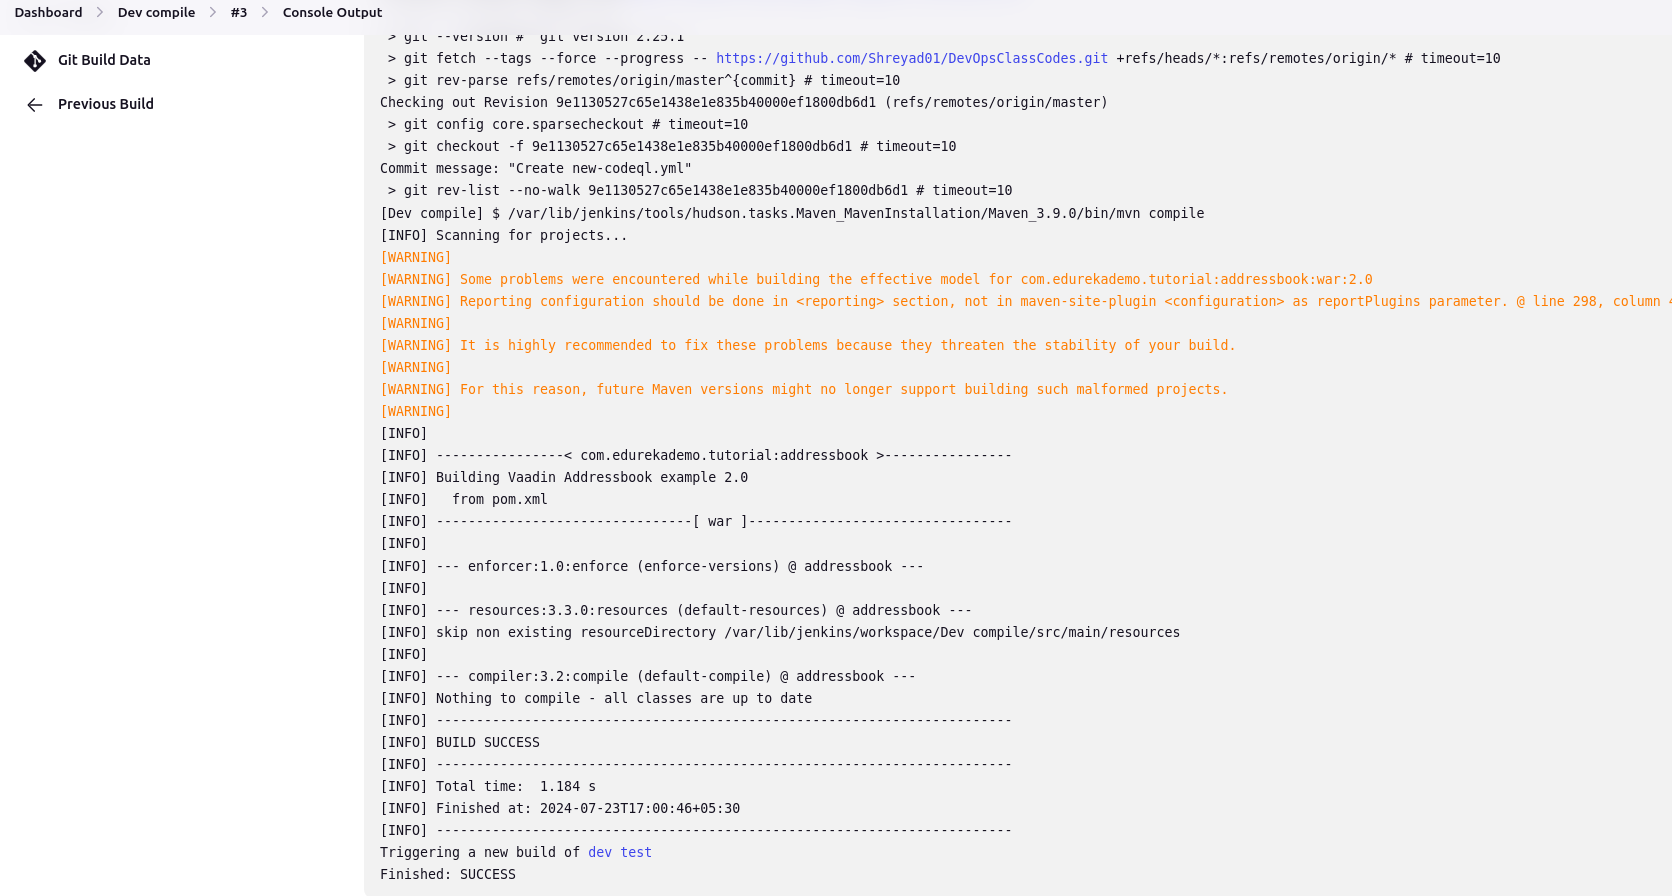 Dashboard > Dev compile > #3 > Console Output
Git Build Data
Previous Build
> git --version # 'git version 2.25.1'
> git fetch --tags --force --progress -- https://github.com/Shreyad01/DevOpsClassCodes.git +refs/heads/*:refs/remotes/origin/* # timeout=10
> git rev-parse refs/remotes/origin/master^{commit} # timeout=10
Checking out Revision 9e1130527c65e1438e1e835b40000ef1800db6d1 (refs/remotes/origin/master)
> git config core.sparsecheckout # timeout=10
> git checkout -f 9e1130527c65e1438e1e835b40000ef1800db6d1 # timeout=10
Commit message: "Create new-codeql.yml"
> git rev-list --no-walk 9e1130527c65e1438e1e835b40000ef1800db6d1 # timeout=10
[Dev compile] $ /var/lib/jenkins/tools/hudson.tasks.Maven_MavenInstallation/Maven_3.9.0/bin/mvn compile
[INFO] Scanning for projects...
[WARNING]
[WARNING] Some problems were encountered while building the effective model for com.edurekademo.tutorial:addressbook:war:2.0
[WARNING] Reporting configuration should be done in <reporting> section, not in maven-site-plugin <configuration> as reportPlugins parameter. @ line 298, column
[WARNING]
[WARNING] It is highly recommended to fix these problems because they threaten the stability of your build.
[WARNING]
[WARNING] For this reason, future Maven versions might no longer support building such malformed projects.
[WARNING]
[INFO]
[INFO] ----------------< com.edurekademo.tutorial:addressbook >----------------
[INFO] Building Vaadin Addressbook example 2.0
[INFO]   from pom.xml
[INFO] --------------------------------[ war ]---------------------------------
[INFO]
[INFO] --- enforcer:1.0:enforce (enforce-versions) @ addressbook ---
[INFO]
[INFO] --- resources:3.3.0:resources (default-resources) @ addressbook ---
[INFO] skip non existing resourceDirectory /var/lib/jenkins/workspace/Dev compile/src/main/resources
[INFO]
[INFO] --- compiler:3.2:compile (default-compile) @ addressbook ---
[INFO] Nothing to compile - all classes are up to date
[INFO] ------------------------------------------------------------------------
[INFO] BUILD SUCCESS
[INFO] ------------------------------------------------------------------------
[INFO] Total time:  1.184 s
[INFO] Finished at: 2024-07-23T17:00:46+05:30
[INFO] ------------------------------------------------------------------------
Triggering a new build of dev test
Finished: SUCCESS